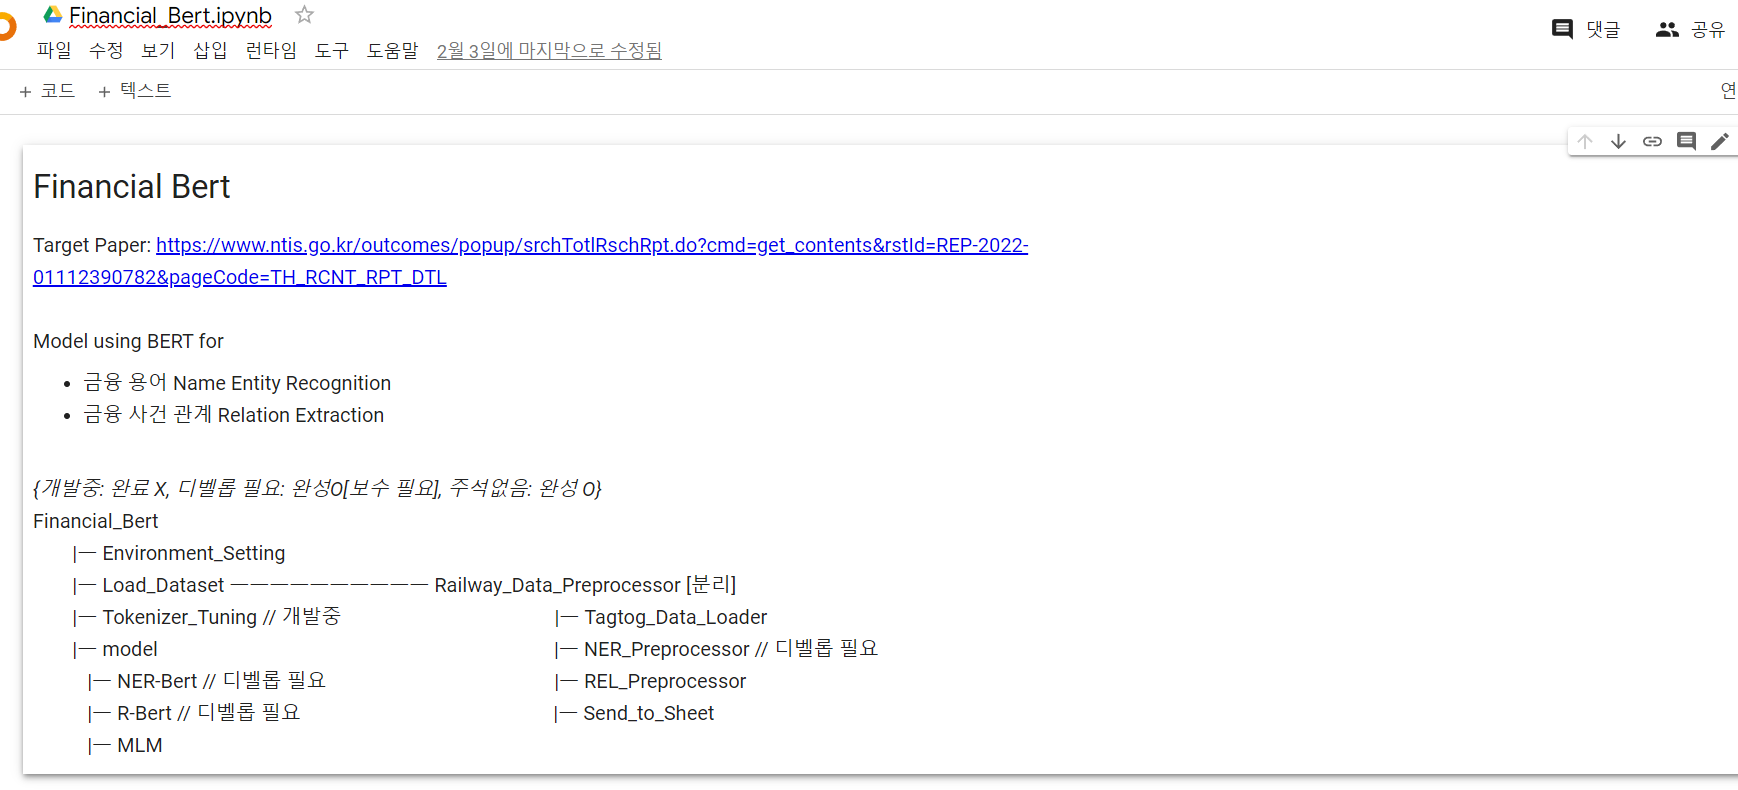 Financial_Bert.ipynb
파일 수정 보기 삽입 런타임 도구 도움말 2월 3일에 마지막으로 수정됨
댓글 공유
+ 코드 + 텍스트
연
Financial Bert
Target Paper: https://www.ntis.go.kr/outcomes/popup/srchTotlRschRpt.do?cmd=get_contents&rstId=REP-2022-
01112390782&pageCode=TH_RCNT_RPT_DTL
Model using BERT for
• 금융 용어 Name Entity Recognition
• 금융 사건 관계 Relation Extraction
{개발중: 완료 X, 디벨롭 필요: 완성O[보수 필요], 주석없음: 완성 O}
Financial_Bert
|─ Environment_Setting
|─ Load_Dataset ────────── Railway_Data_Preprocessor [분리]
|─ Tokenizer_Tuning // 개발중 |─ Tagtog_Data_Loader
|─ model |─ NER_Preprocessor // 디벨롭 필요
|─ NER-Bert // 디벨롭 필요 |─ REL_Preprocessor
|─ R-Bert // 디벨롭 필요 |─ Send_to_Sheet
|─ MLM